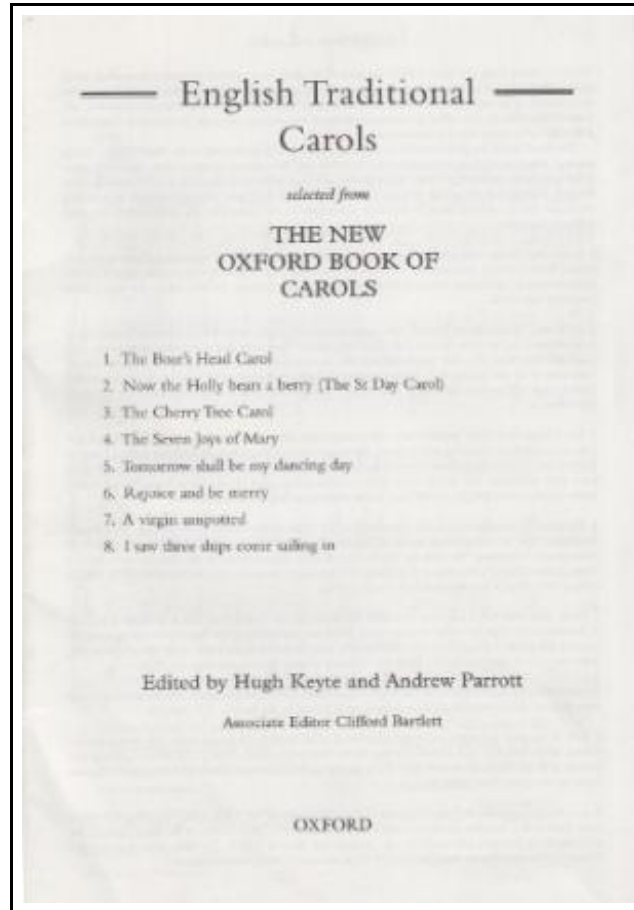 English Traditional
Carols
selected from
THE NEW
OXFORD BOOK OF
CAROLS
1. The Boar's Head Carol
2. Now the Holly bears a berry (The St Day Carol)
3. The Cherry Tree Carol
4. The Seven Joys of Mary
5. Tomorrow shall be my dancing day
6. Rejoice and be merry
7. A virgin unspotted
8. I saw three ships come sailing in
Edited by Hugh Keyte and Andrew Parrott
Associate Editor Clifford Bartlett
OXFORD